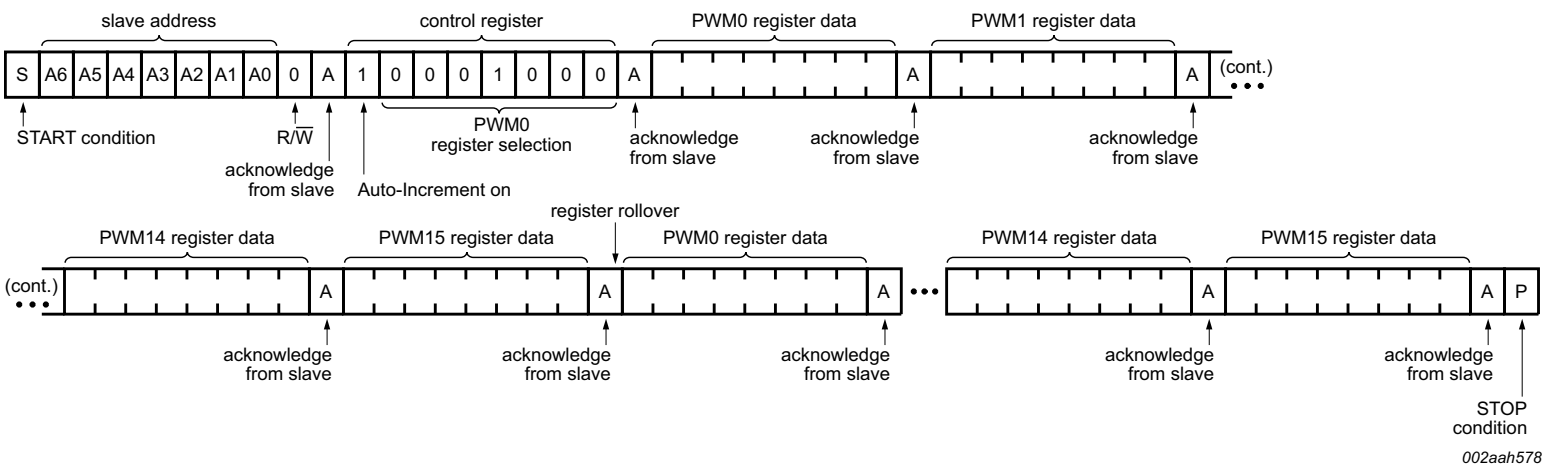 slave address control register PWM0 register data PWM1 register data
S A6 A5 A4 A3 A2 A1 A0 0 A 1 0 0 0 1 0 0 0 A A A (cont.)
START condition R/W̅ PWM0 acknowledge acknowledge acknowledge
register selection from slave from slave from slave
acknowledge
from slave Auto-Increment on
register rollover
PWM14 register data PWM15 register data PWM0 register data PWM14 register data PWM15 register data
(cont.) A A A A A P
acknowledge acknowledge acknowledge acknowledge acknowledge
from slave from slave from slave from slave from slave
STOP
condition
002aah578